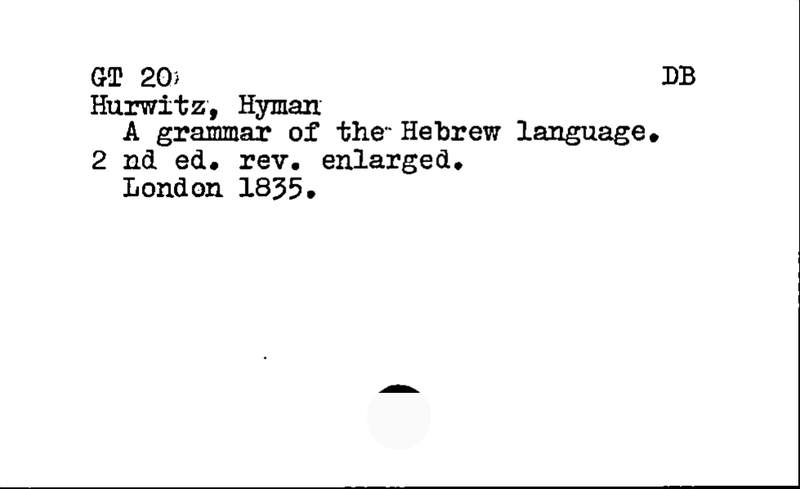 GT 20 DB
Hurwitz, Hyman
A grammar of the Hebrew language.
2 nd ed. rev. enlarged.
London 1835.